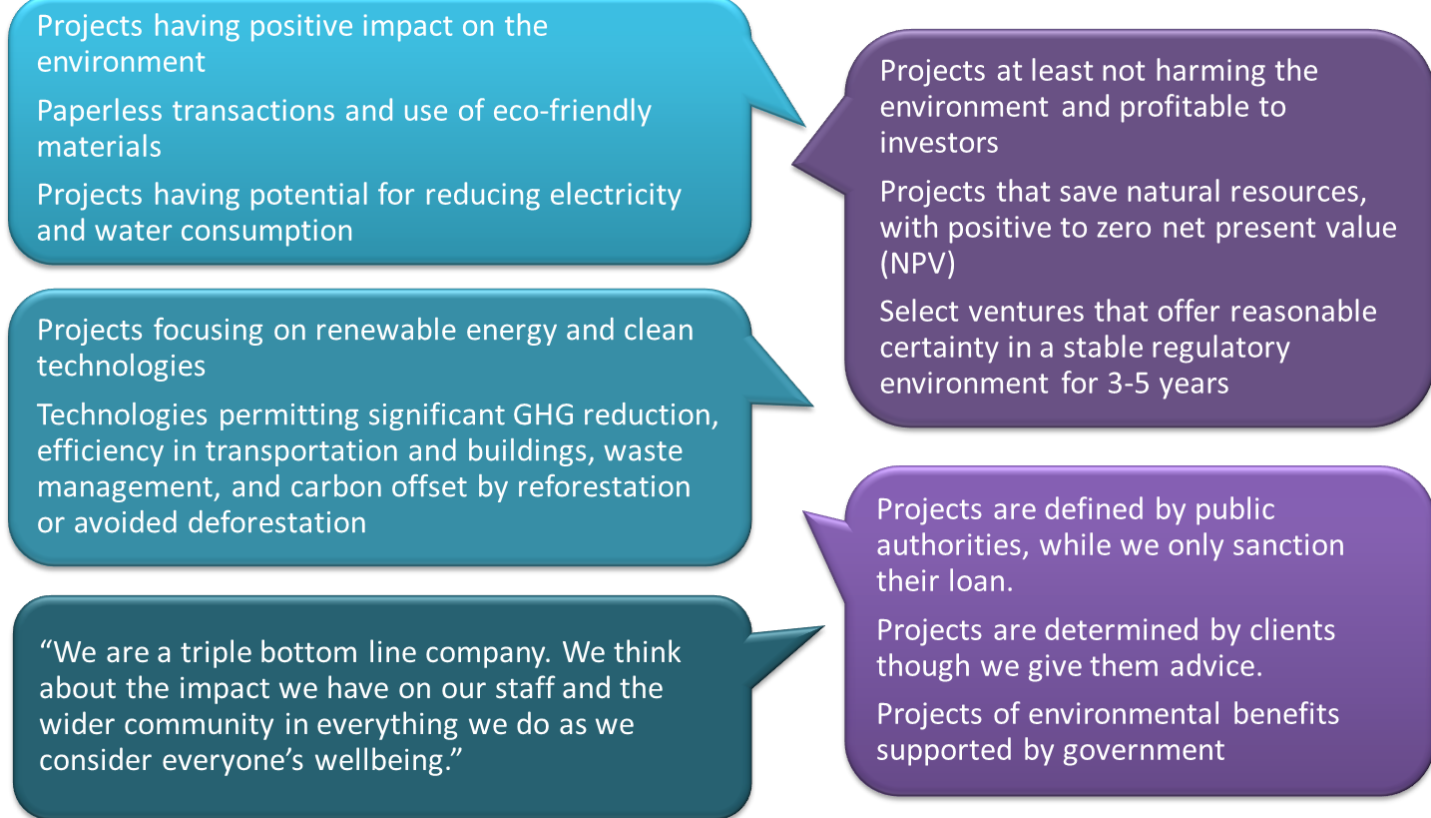 Projects having positive impact on the
environment
Paperless transactions and use of eco-friendly
materials
Projects having potential for reducing electricity
and water consumption
Projects focusing on renewable energy and clean
technologies
Technologies permitting significant GHG reduction,
efficiency in transportation and buildings, waste
management, and carbon offset by reforestation
or avoided deforestation
“We are a triple bottom line company. We think
about the impact we have on our staff and the
wider community in everything we do as we
consider everyone’s wellbeing.”
Projects at least not harming the
environment and profitable to
investors
Projects that save natural resources,
with positive to zero net present value
(NPV)
Select ventures that offer reasonable
certainty in a stable regulatory
environment for 3-5 years
Projects are defined by public
authorities, while we only sanction
their loan.
Projects are determined by clients
though we give them advice.
Projects of environmental benefits
supported by government